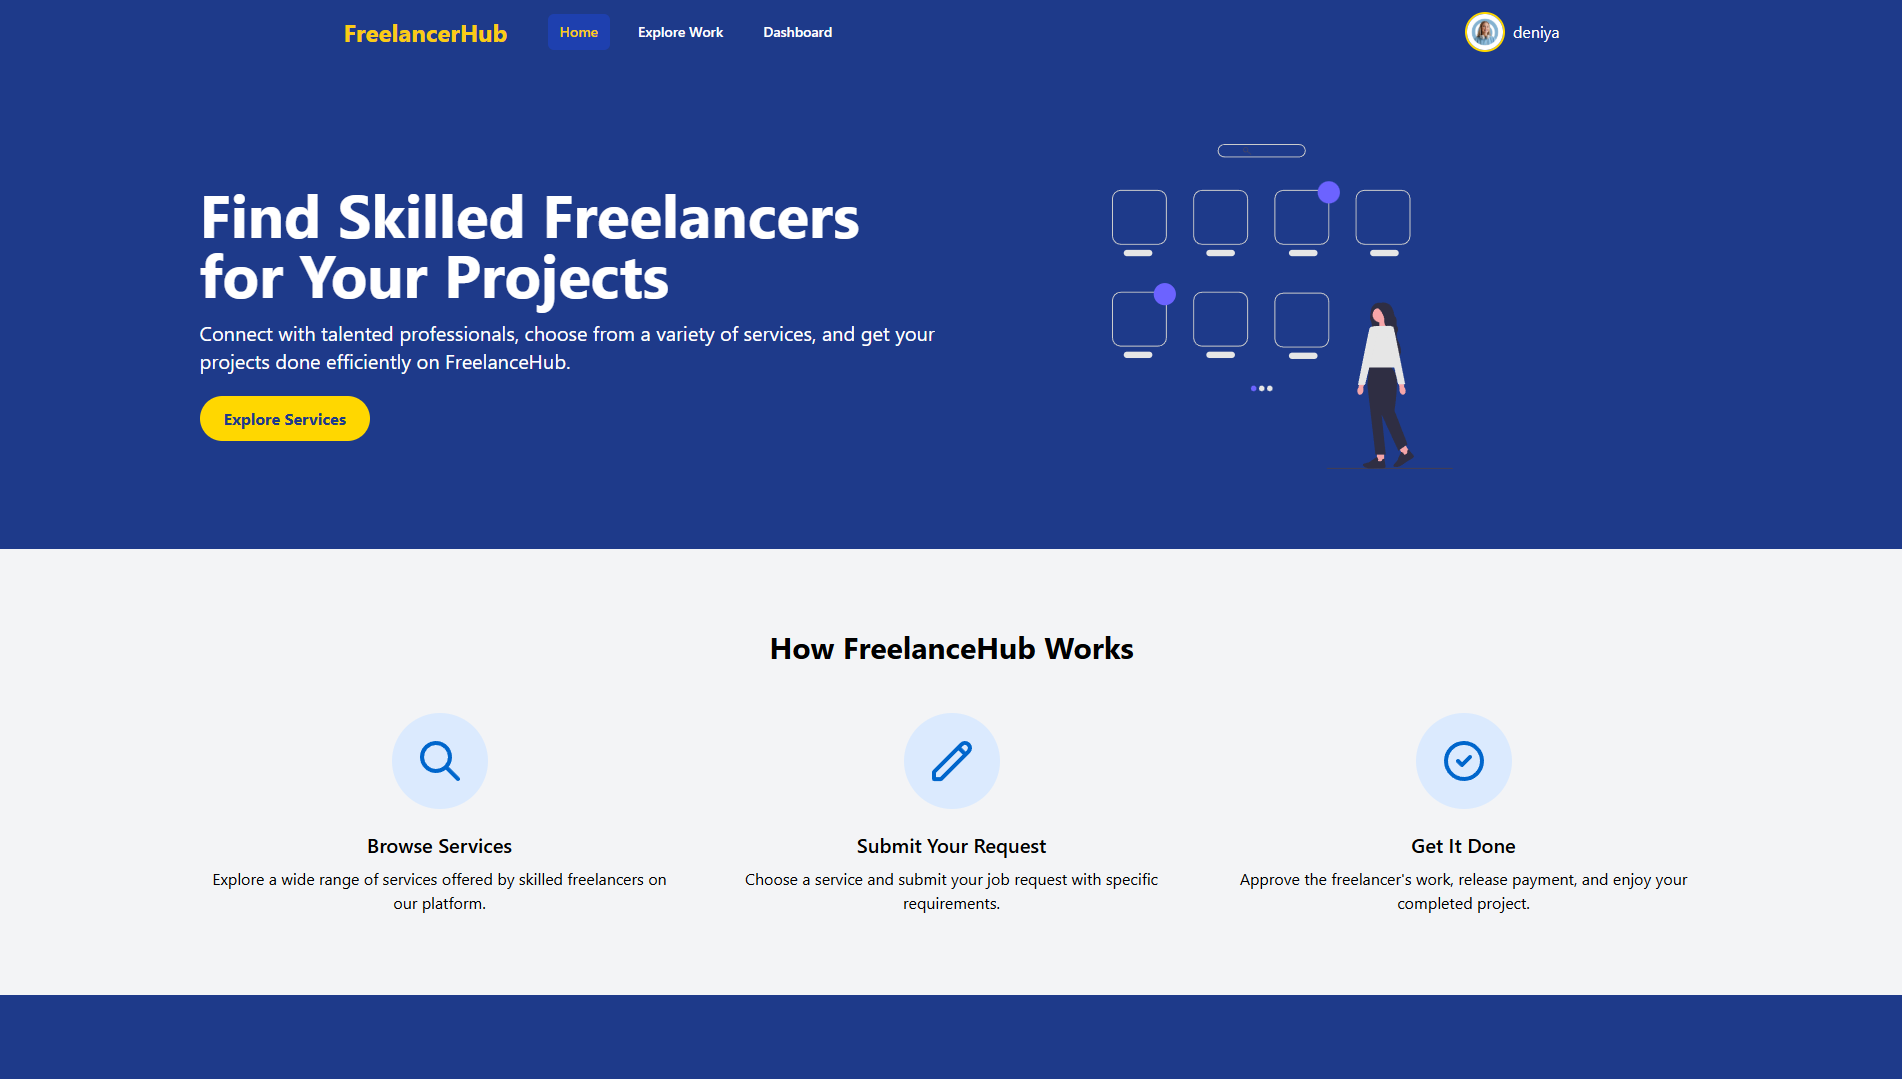 FreelancerHub
Home
Explore Work
Dashboard
deniya
Find Skilled Freelancers
for Your Projects
Connect with talented professionals, choose from a variety of services, and get your
projects done efficiently on FreelanceHub.
Explore Services
How FreelanceHub Works
Browse Services
Explore a wide range of services offered by skilled freelancers on
our platform.
Submit Your Request
Choose a service and submit your job request with specific
requirements.
Get It Done
Approve the freelancer's work, release payment, and enjoy your
completed project.